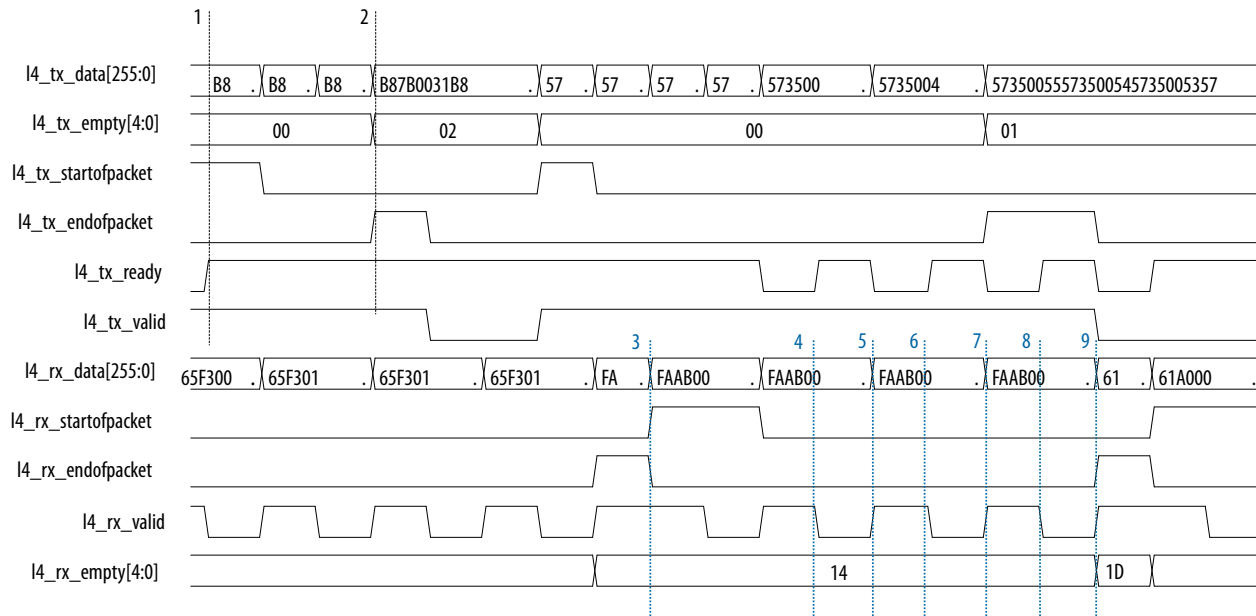 1 2
l4_tx_data[255:0] B8 . B8 . B8 . B87B0031B8 . 57 . 57 . 57 . 57 . 573500 . 5735004 . 573500555735005457350053​57
l4_tx_empty[4:0] 00 02 00 01
l4_tx_startofpacket
l4_tx_endofpacket
l4_tx_ready
l4_tx_valid
3 4 5 6 7 8 9
l4_rx_data[255:0] 65F300 . 65F301 . 65F301 . 65F301 . FA . FAAB00 . FAAB00 . FAAB00 . FAAB00 . 61 . 61A000 .
l4_rx_startofpacket
l4_rx_endofpacket
l4_rx_valid
l4_rx_empty[4:0] 14 1D